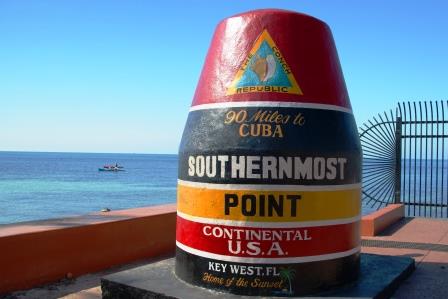 THE CONCH
REPUBLIC
90 Miles to
CUBA
SOUTHERNMOST
POINT
CONTINENTAL
U.S.A.
KEY WEST, FL
Home of the Sunset